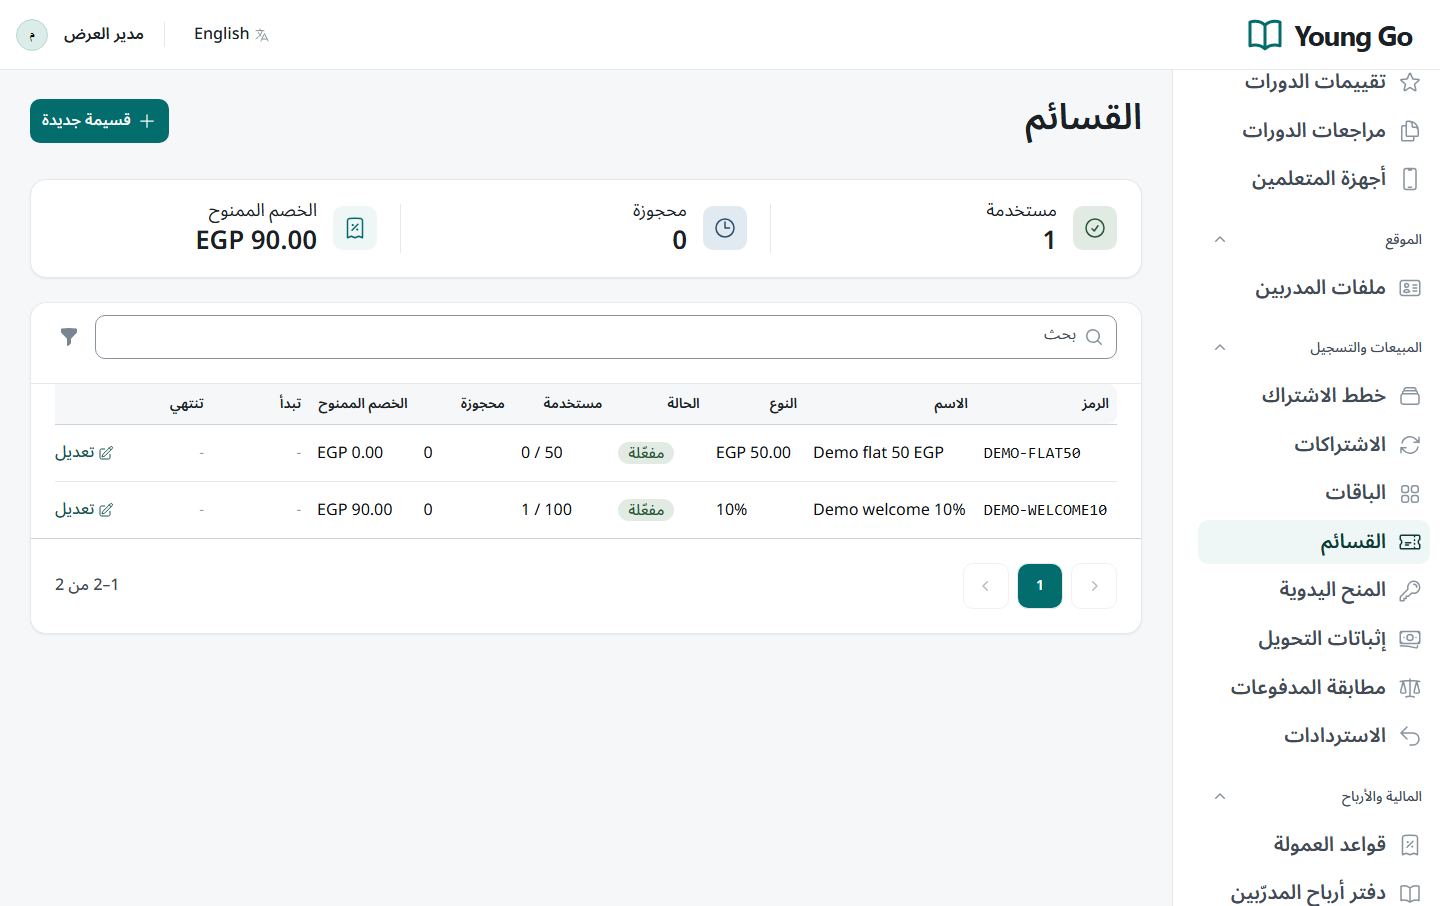 Young Go
English
مدير العرض
م
تقييمات الدورات
مراجعات الدورات
أجهزة المتعلمين
الموقع
ملفات المدربين
المبيعات والتسجيل
خطط الاشتراك
الاشتراكات
الباقات
القسائم
المنح اليدوية
إثباتات التحويل
مطابقة المدفوعات
الاستردادات
المالية والأرباح
قواعد العمولة
دفتر أرباح المدرّبين
القسائم
قسيمة جديدة
مستخدمة
1
محجوزة
0
الخصم الممنوح
EGP 90.00
بحث
الرمز الاسم النوع الحالة مستخدمة محجوزة الخصم الممنوح تبدأ تنتهي
DEMO-FLAT50 Demo flat 50 EGP EGP 50.00 مفعّلة 0 / 50 0 EGP 0.00 - - تعديل
DEMO-WELCOME10 Demo welcome 10% 10% مفعّلة 1 / 100 0 EGP 90.00 - - تعديل
1
1–2 من 2